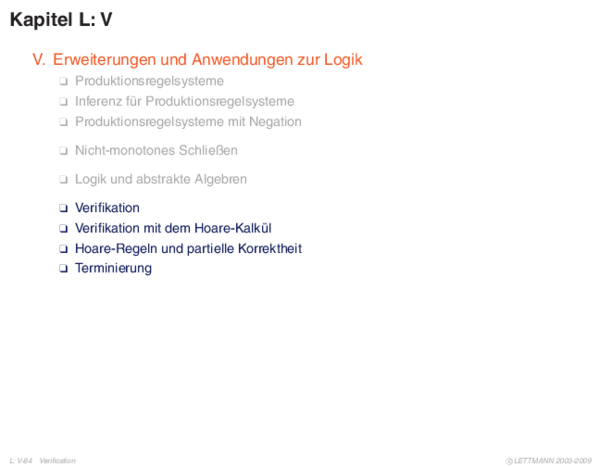 Kapitel L: V
V. Erweiterungen und Anwendungen zur Logik
❑ Produktionsregelsysteme
❑ Inferenz für Produktionsregelsysteme
❑ Produktionsregelsysteme mit Negation
❑ Nicht-monotones Schließen
❑ Logik und abstrakte Algebren
❑ Verifikation
❑ Verifikation mit dem Hoare-Kalkül
❑ Hoare-Regeln und partielle Korrektheit
❑ Terminierung
L: V-84 Verification ©LETTMANN 2003-2009